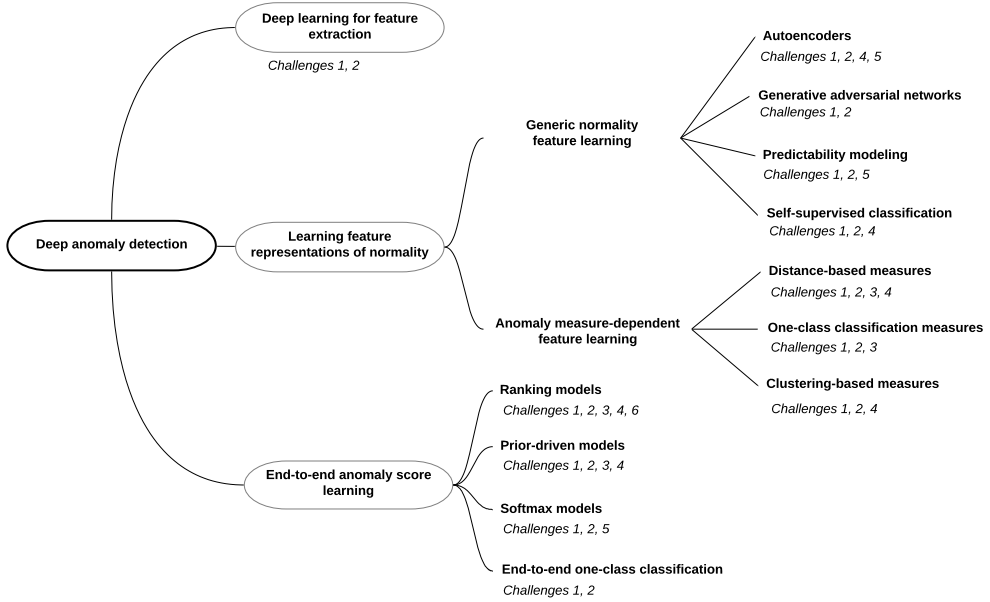 Deep learning for feature
extraction
Challenges 1, 2
Deep anomaly detection
Learning feature
representations of normality
Generic normality
feature learning
Autoencoders
Challenges 1, 2, 4, 5
Generative adversarial networks
Challenges 1, 2
Predictability modeling
Challenges 1, 2, 5
Self-supervised classification
Challenges 1, 2, 4
Anomaly measure-dependent
feature learning
Distance-based measures
Challenges 1, 2, 3, 4
One-class classification measures
Challenges 1, 2, 3
Clustering-based measures
Challenges 1, 2, 4
End-to-end anomaly score
learning
Ranking models
Challenges 1, 2, 3, 4, 6
Prior-driven models
Challenges 1, 2, 3, 4
Softmax models
Challenges 1, 2, 5
End-to-end one-class classification
Challenges 1, 2